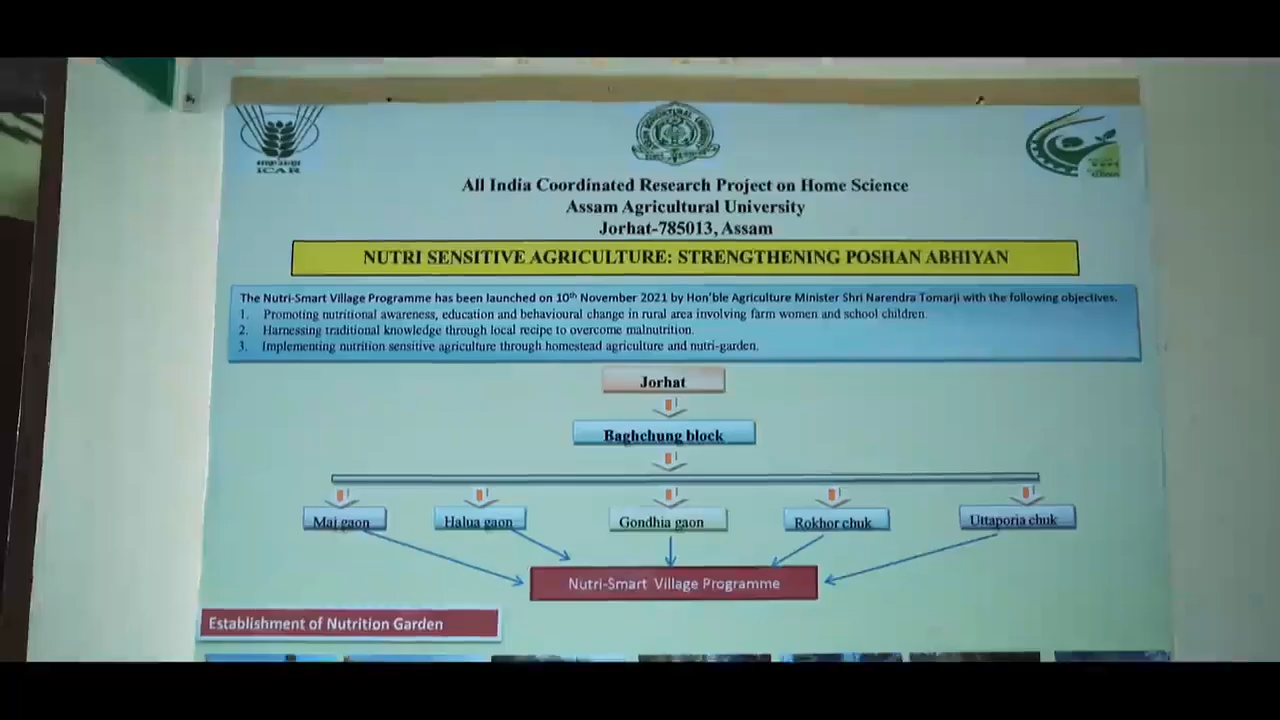 ICAR
All India Coordinated Research Project on Home Science
Assam Agricultural University
Jorhat-785013, Assam
NUTRI SENSITIVE AGRICULTURE: STRENGTHENING POSHAN ABHIYAN
The Nutri-Smart Village Programme has been launched on 10th November 2021 by Hon'ble Agriculture Minister Shri Narendra Tomarji with the following objectives.
1. Promoting nutritional awareness, education and behavioural change in rural area involving farm women and school children.
2. Harnessing traditional knowledge through local recipe to overcome malnutrition.
3. Implementing nutrition sensitive agriculture through homestead agriculture and nutri-garden.
Jorhat
Baghchung block
Maj gaon Halua gaon Gondhia gaon Rokhor chuk Uttaporia chuk
Nutri-Smart Village Programme
Establishment of Nutrition Garden